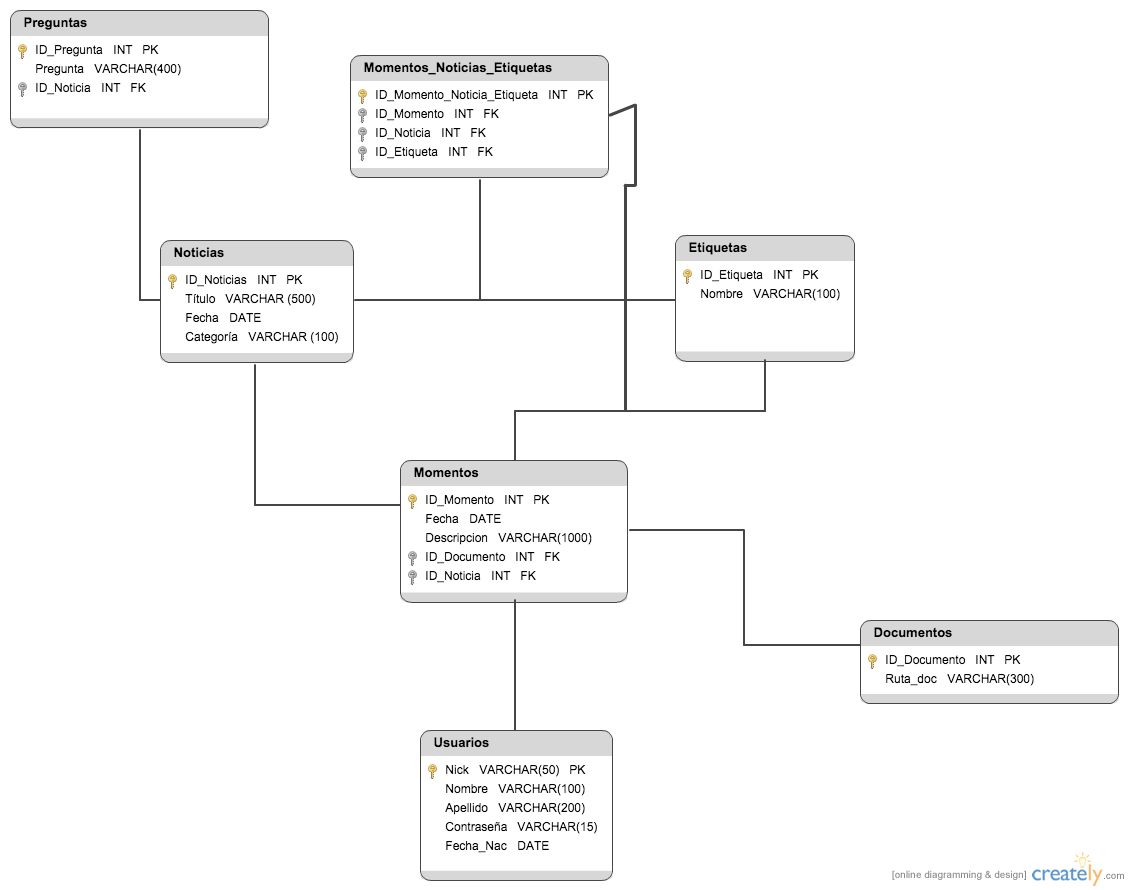 Preguntas
ID_Pregunta INT PK
Pregunta VARCHAR(400)
ID_Noticia INT FK
Momentos_Noticias_Etiquetas
ID_Momento_Noticia_Etiqueta INT PK
ID_Momento INT FK
ID_Noticia INT FK
ID_Etiqueta INT FK
Noticias
ID_Noticias INT PK
Título VARCHAR (500)
Fecha DATE
Categoría VARCHAR (100)
Etiquetas
ID_Etiqueta INT PK
Nombre VARCHAR(100)
Momentos
ID_Momento INT PK
Fecha DATE
Descripcion VARCHAR(1000)
ID_Documento INT FK
ID_Noticia INT FK
Documentos
ID_Documento INT PK
Ruta_doc VARCHAR(300)
Usuarios
Nick VARCHAR(50) PK
Nombre VARCHAR(100)
Apellido VARCHAR(200)
Contraseña VARCHAR(15)
Fecha_Nac DATE
[online diagramming & design] creately.com